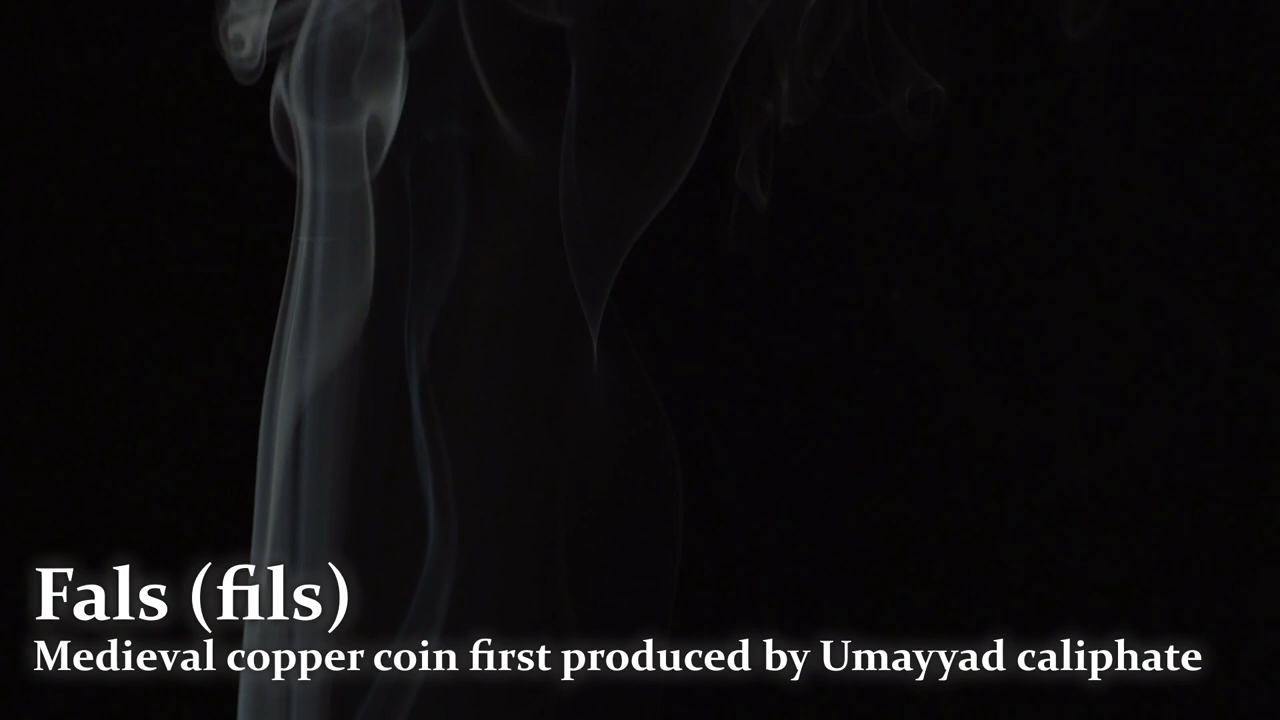 Fals (fils)
Medieval copper coin first produced by Umayyad caliphate